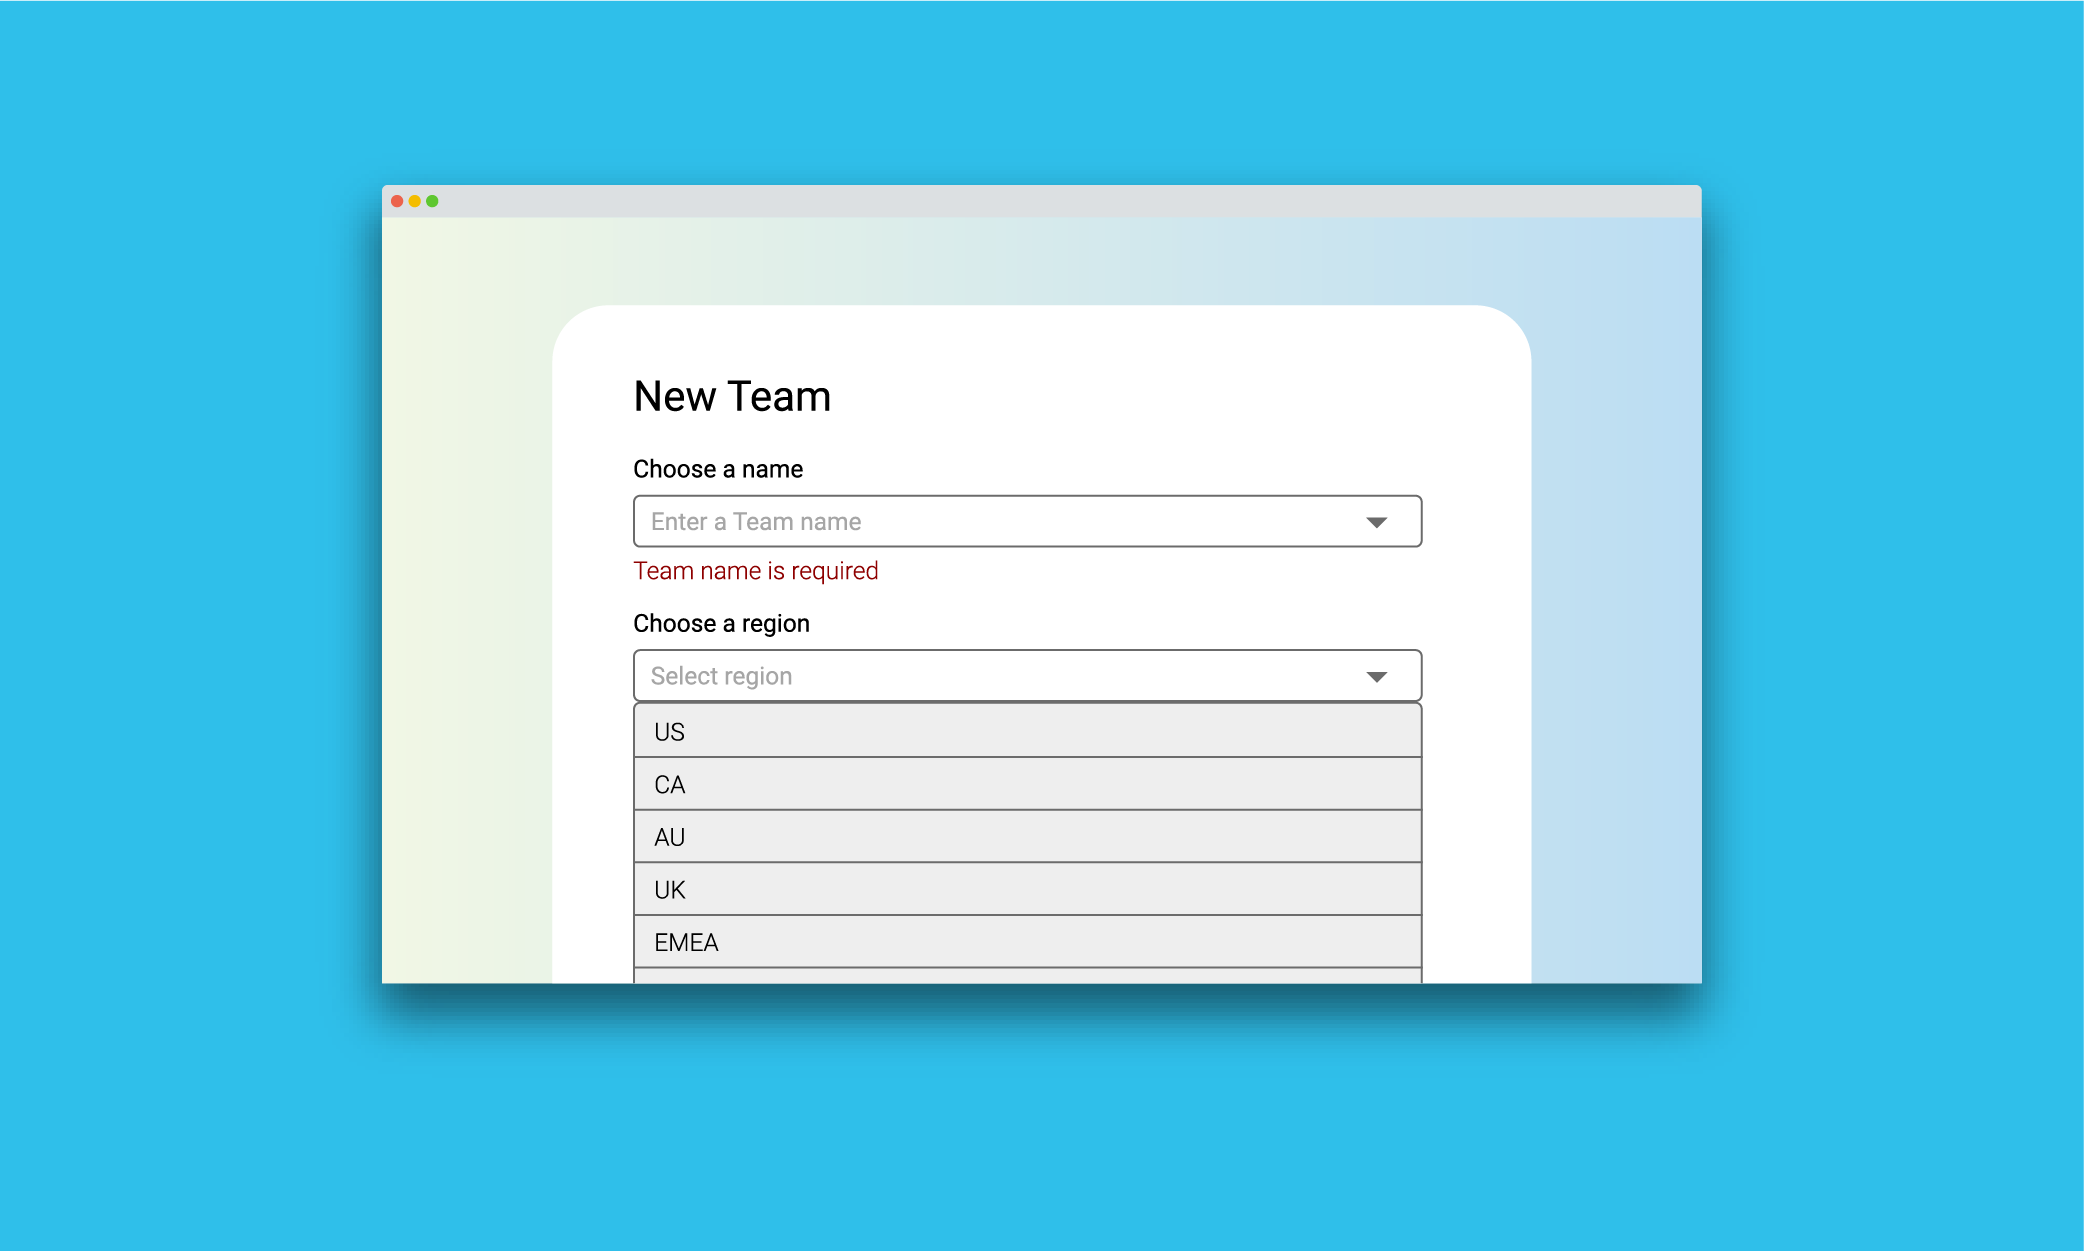 New Team
Choose a name
Enter a Team name
Team name is required
Choose a region
Select region
US
CA
AU
UK
EMEA